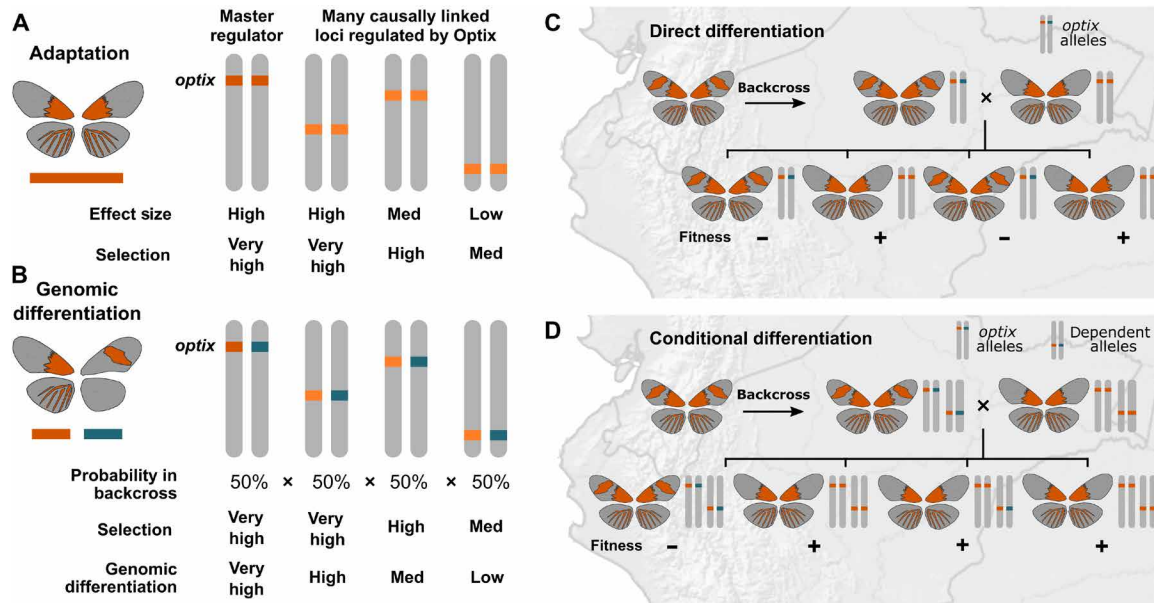 A
Adaptation
Master
regulator
Many causally linked
loci regulated by Optix
optix
Effect size
High
High
Med
Low
Selection
Very
high
Very
high
High
Med
B
Genomic
differentiation
optix
Probability in
backcross
50% × 50% × 50% × 50%
Selection
Very
high
Very
high
High
Med
Genomic
differentiation
Very
high
High
Med
Low
C
Direct differentiation
optix
alleles
Backcross
×
Fitness
– + – +
D
Conditional differentiation
optix
alleles
Dependent
alleles
Backcross
×
Fitness
– + + +